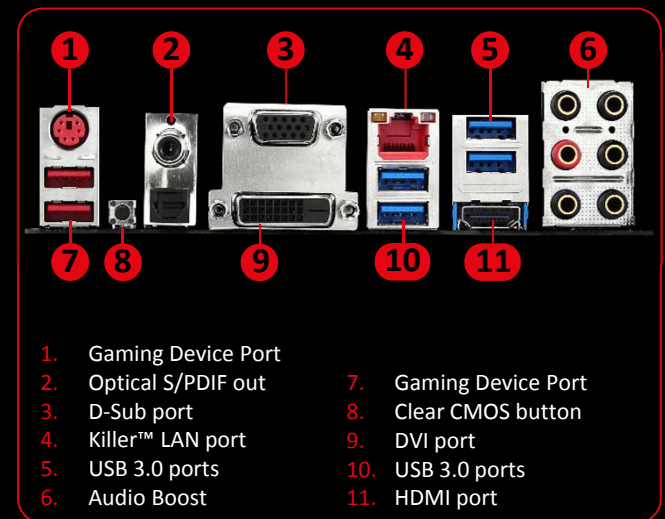 1 2 3 4 5 6
7 8 9 10 11
1. Gaming Device Port
2. Optical S/PDIF out
3. D-Sub port
4. Killer™ LAN port
5. USB 3.0 ports
6. Audio Boost
7. Gaming Device Port
8. Clear CMOS button
9. DVI port
10. USB 3.0 ports
11. HDMI port